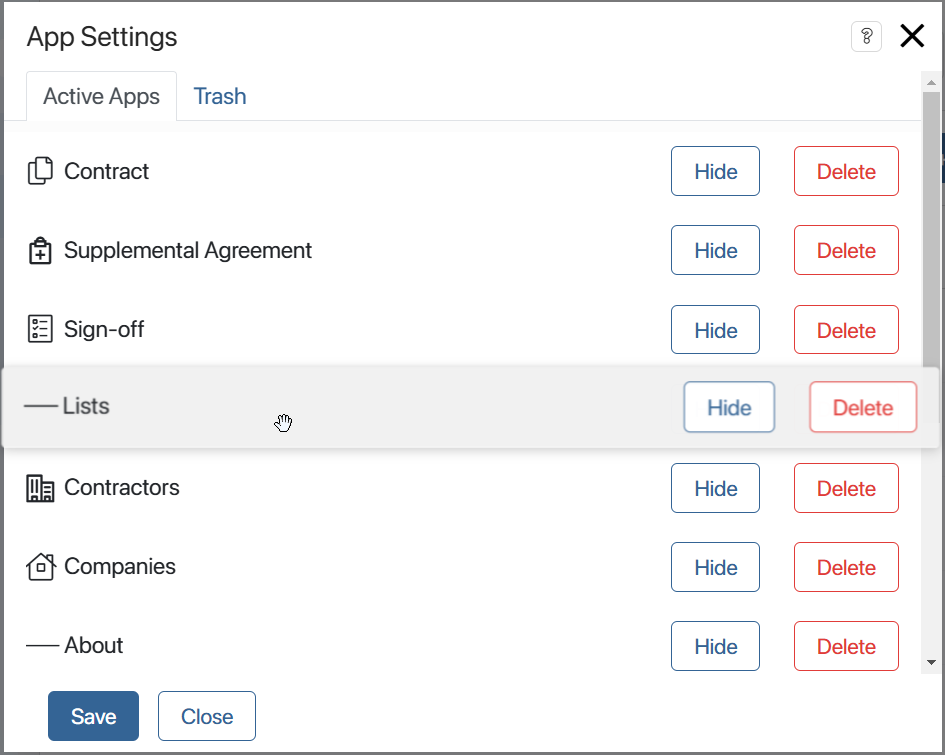 App Settings ?
Active Apps Trash
Contract Hide Delete
Supplemental Agreement Hide Delete
Sign-off Hide Delete
Lists Hide Delete
Contractors Hide Delete
Companies Hide Delete
About Hide Delete
Save Close